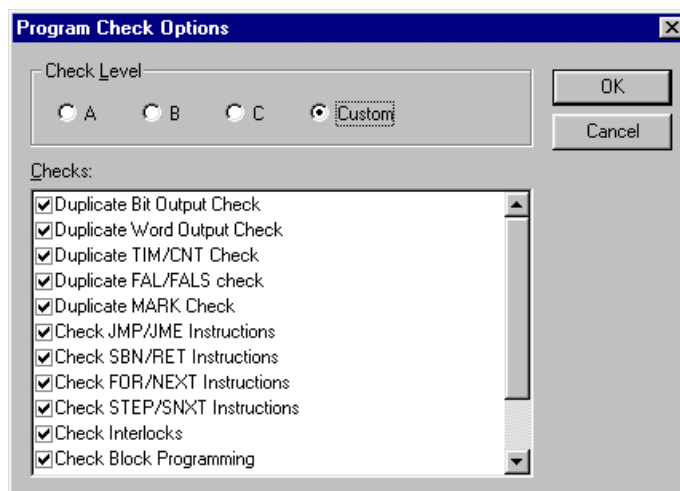 Program Check Options
Check Level
A B C Custom
OK
Cancel
Checks:
Duplicate Bit Output Check
Duplicate Word Output Check
Duplicate TIM/CNT Check
Duplicate FAL/FALS check
Duplicate MARK Check
Check JMP/JME Instructions
Check SBN/RET Instructions
Check FOR/NEXT Instructions
Check STEP/SNXT Instructions
Check Interlocks
Check Block Programming